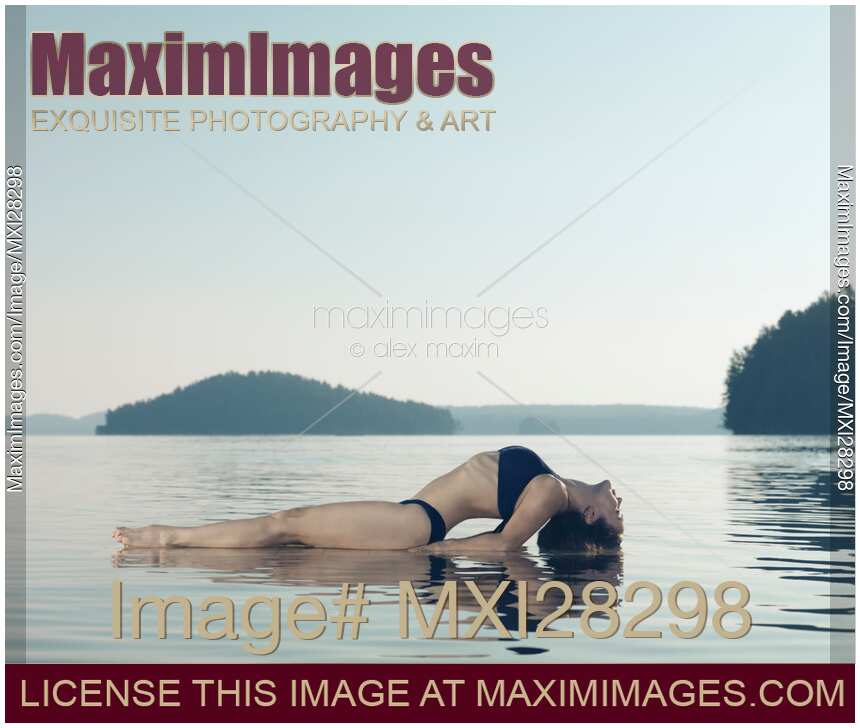 MaximImages
EXQUISITE PHOTOGRAPHY & ART
MaximImages.com/Image/MXI28298
MaximImages.com/Image/MXI28298
maximimages
© alex maxim
Image# MXI28298
LICENSE THIS IMAGE AT MAXIMIMAGES.COM